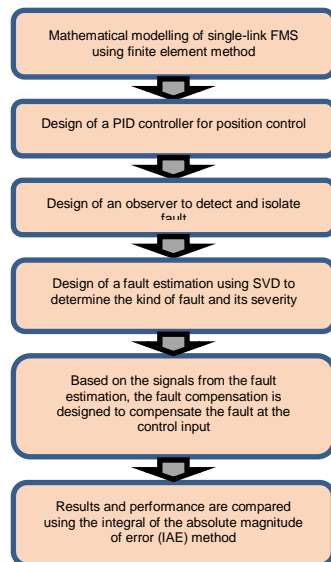 Mathematical modelling of single-link FMS
using finite element method
Design of a PID controller for position control
Design of an observer to detect and isolate
fault
Design of a fault estimation using SVD to
determine the kind of fault and its severity
Based on the signals from the fault
estimation, the fault compensation is
designed to compensate the fault at the
control input
Results and performance are compared
using the integral of the absolute magnitude
of error (IAE) method